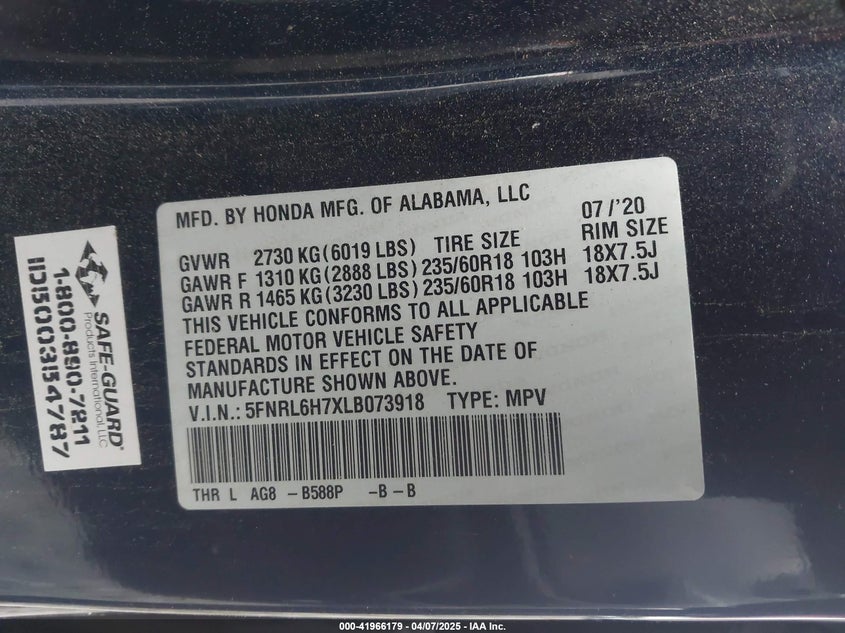 MFD. BY HONDA MFG. OF ALABAMA, LLC
07/'20
GVWR 2730 KG(6019 LBS) TIRE SIZE RIM SIZE
GAWR F 1310 KG(2888 LBS) 235/60R18 103H 18X7.5J
GAWR R 1465 KG(3230 LBS) 235/60R18 103H 18X7.5J
THIS VEHICLE CONFORMS TO ALL APPLICABLE
FEDERAL MOTOR VEHICLE SAFETY
STANDARDS IN EFFECT ON THE DATE OF
MANUFACTURE SHOWN ABOVE.
V.I.N.: 5FNRL6H7XLB073918 TYPE: MPV
THR L AG8 -B588P -B-B
SAFE-GUARD
Products International, LLC
1-800-890-7211
IID5003154787
000-41966179 - 04/07/2025 - IAA Inc.